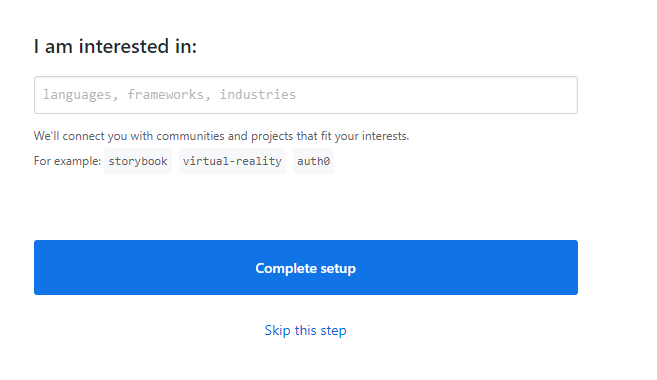 I am interested in:
languages, frameworks, industries
We'll connect you with communities and projects that fit your interests.
For example: storybook virtual-reality auth0
Complete setup
Skip this step